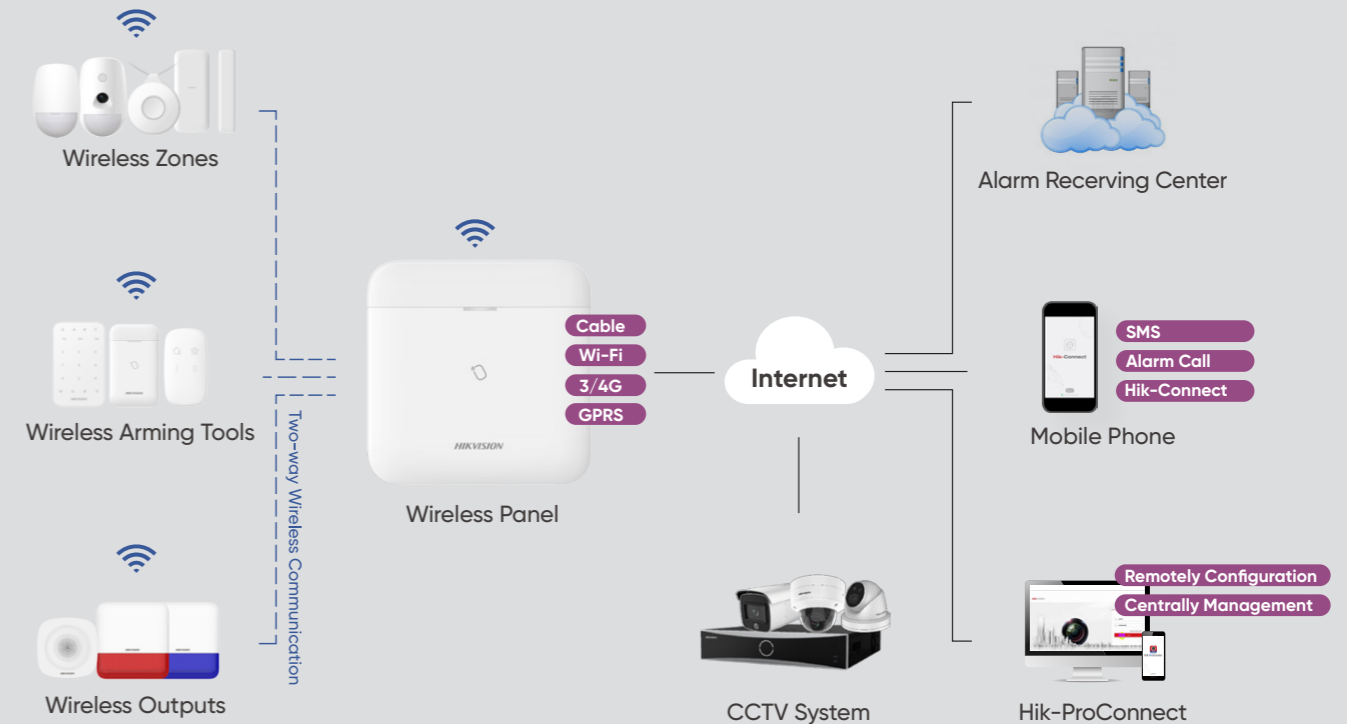 Wireless Zones
Wireless Arming Tools
Wireless Outputs
Two-way Wireless Communication
HIKVISION
Wireless Panel
Cable
Wi-Fi
3/4G
GPRS
Internet
CCTV System
Alarm Recerving Center
Hik-Connect
SMS
Alarm Call
Hik-Connect
Mobile Phone
Remotely Configuration
Centrally Management
Hik-ProConnect